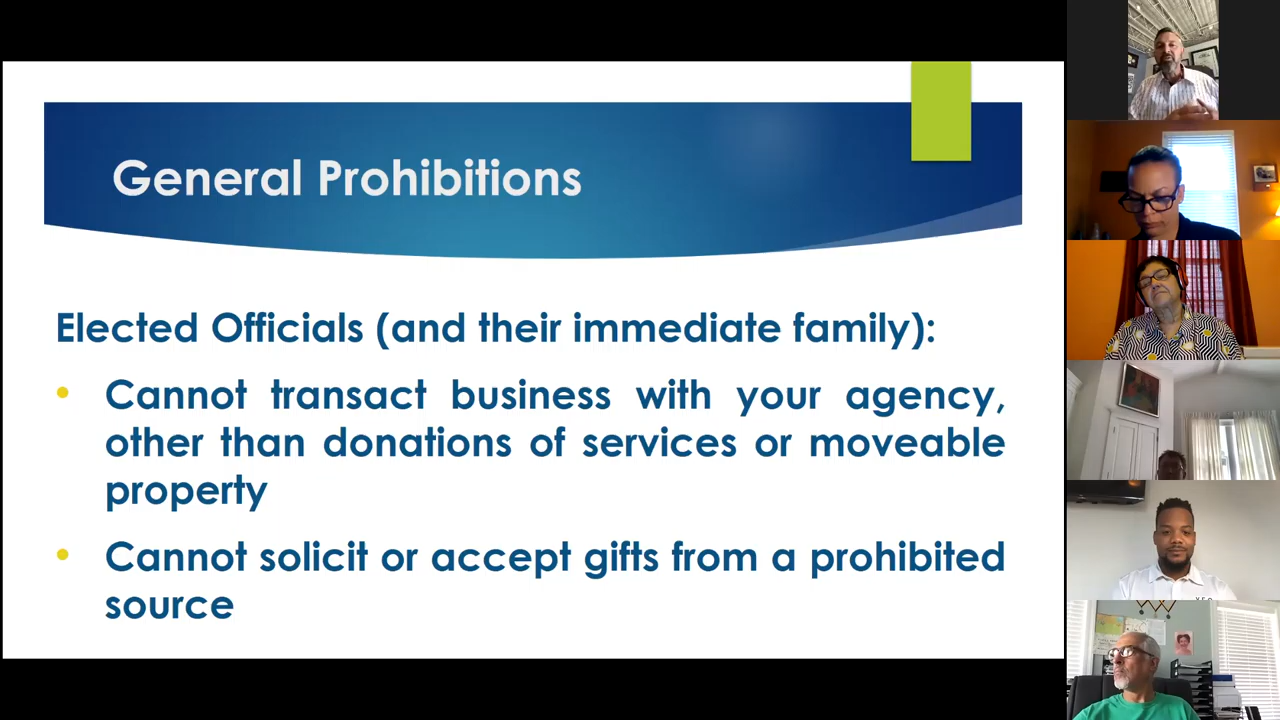 General Prohibitions
Elected Officials (and their immediate family):
• Cannot transact business with your agency,
other than donations of services or moveable
property
• Cannot solicit or accept gifts from a prohibited
source